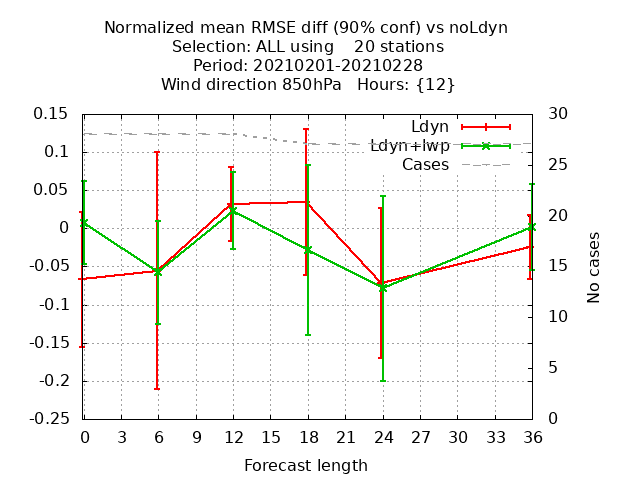 Normalized mean RMSE diff (90% conf) vs noLdyn
Selection: ALL using    20 stations
Period: 20210201-20210228
Wind direction 850hPa   Hours: {12}
0.15
0.1
0.05
0
-0.05
-0.1
-0.15
-0.2
-0.25
Ldyn
Ldyn+lwp
Cases
30
25
20
15
10
5
0
No cases
0 3 6 9 12 15 18 21 24 27 30 33 36
Forecast length